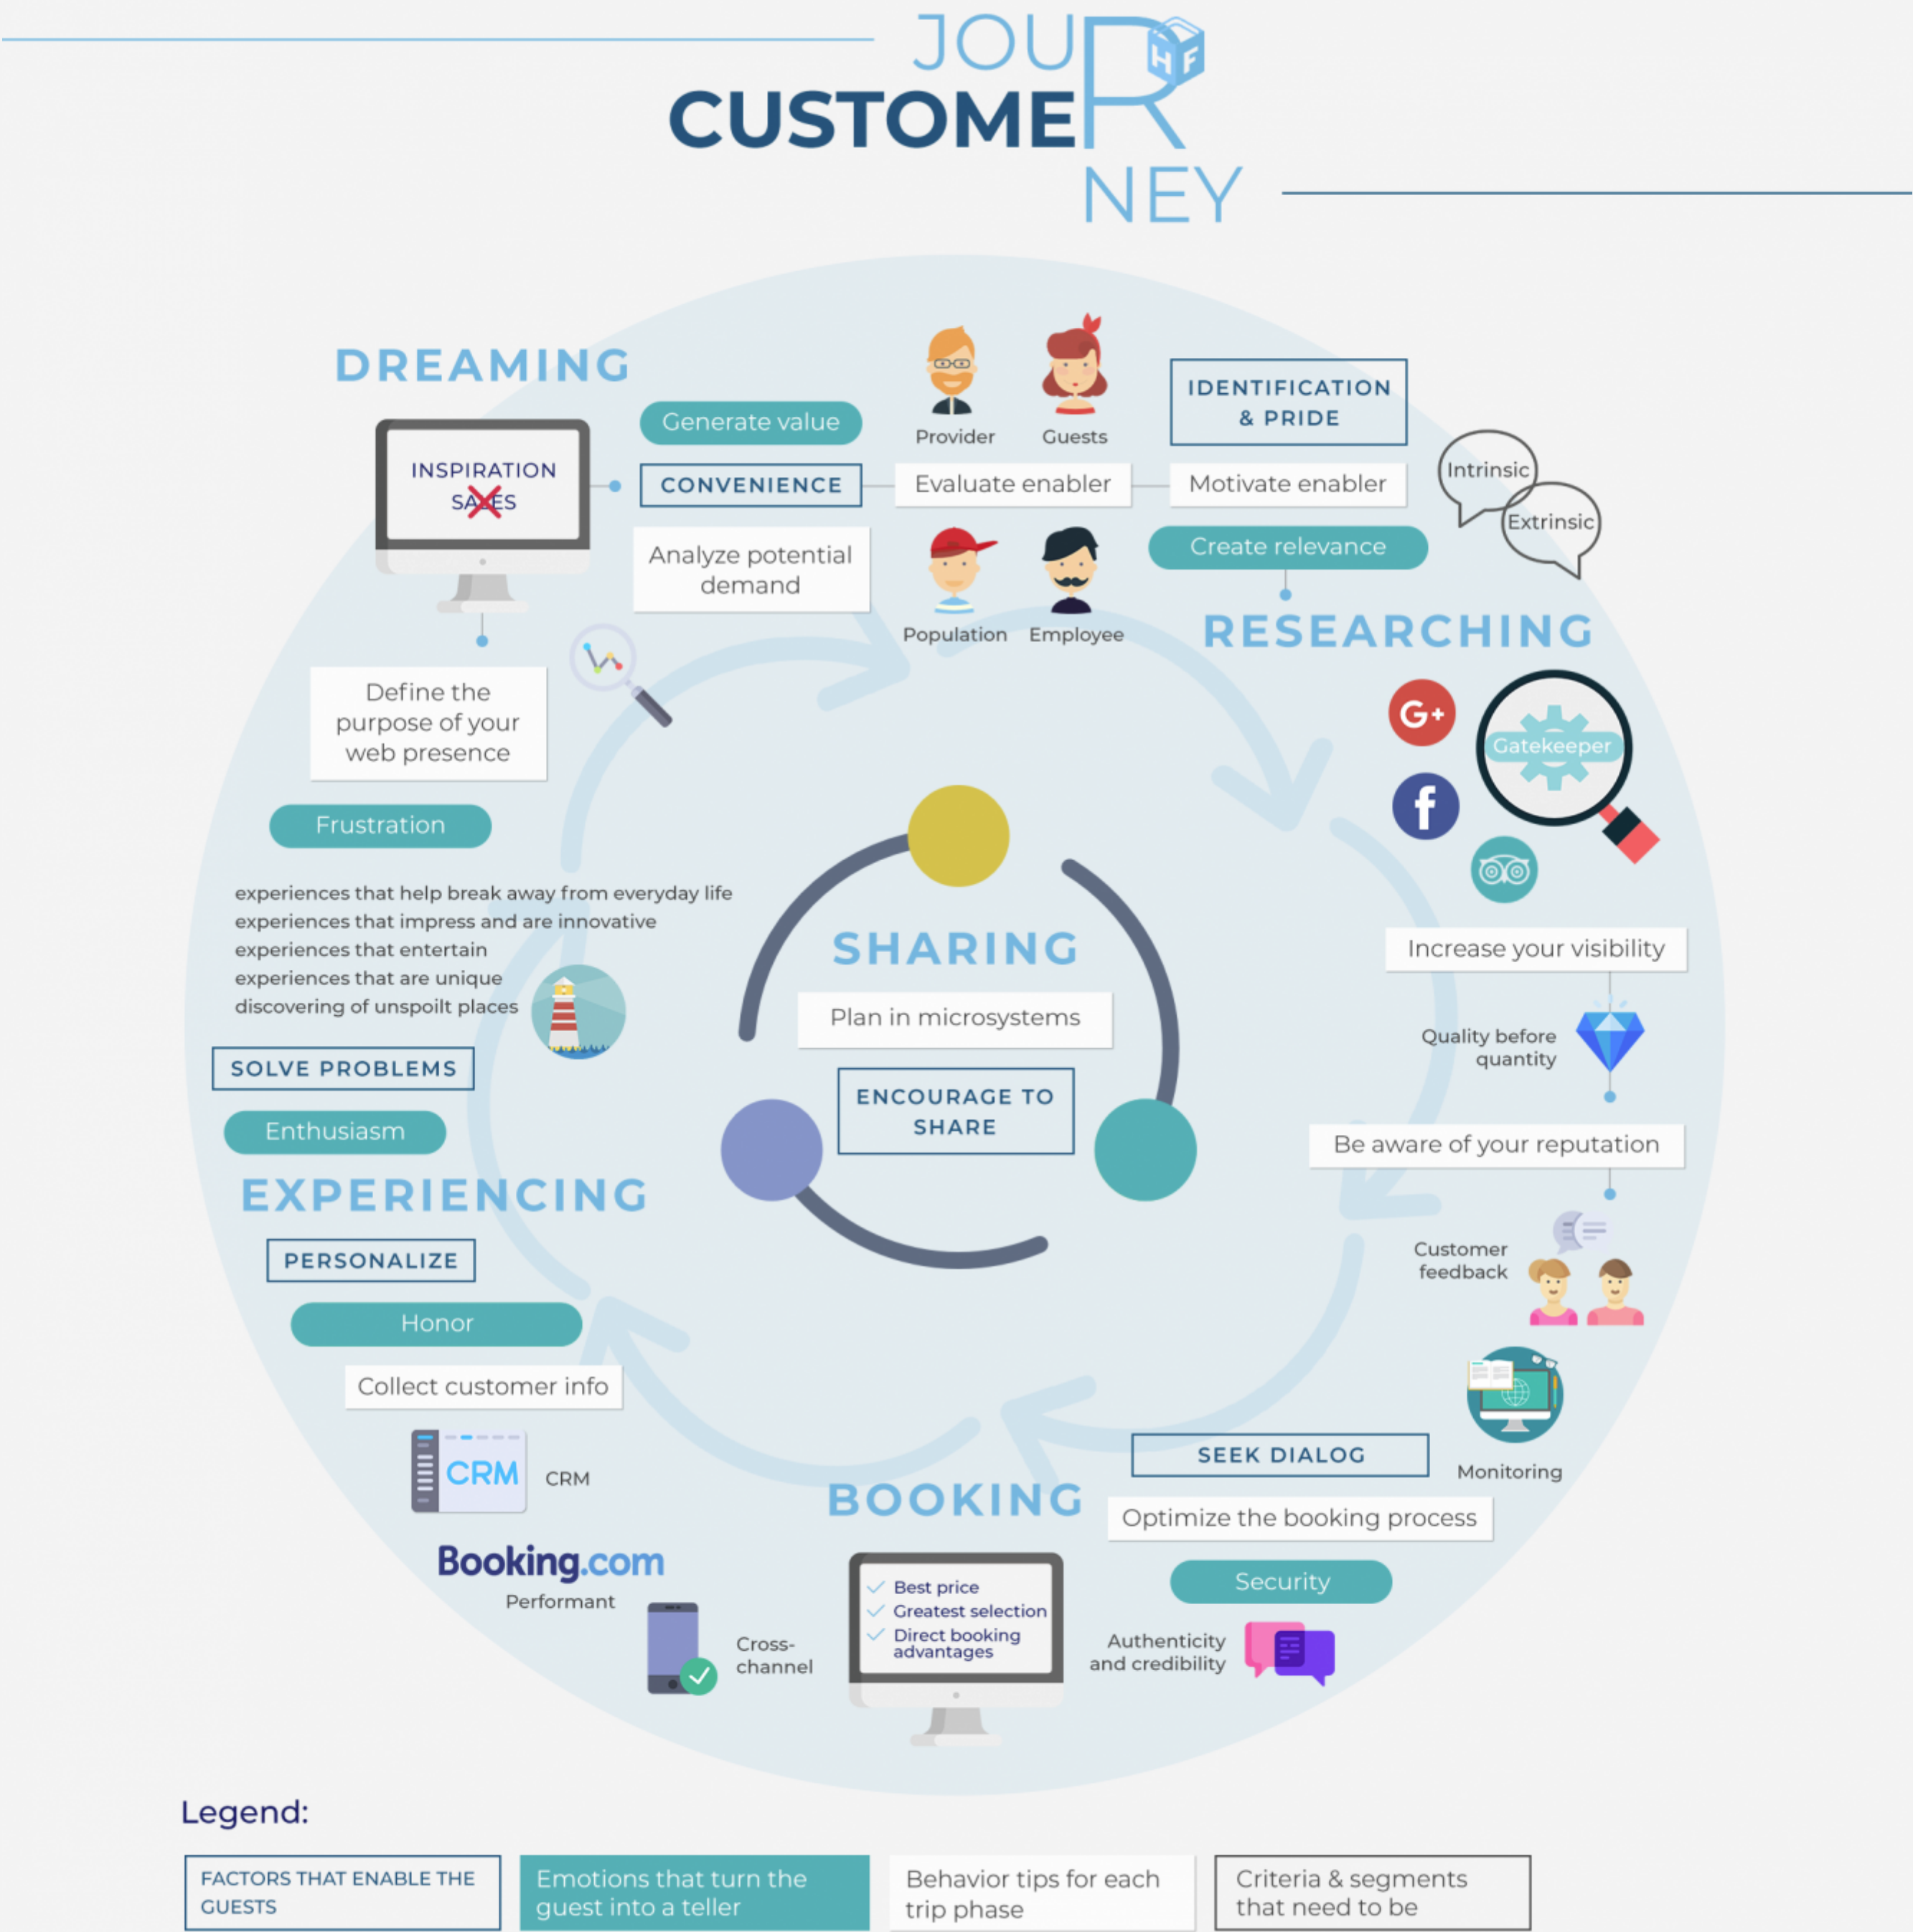 JOU
CUSTOMER
NEY
HF
DREAMING
INSPIRATION
SALES
Generate value
CONVENIENCE
Analyze potential
demand
Provider
Guests
Evaluate enabler
Population
Employee
IDENTIFICATION
& PRIDE
Motivate enabler
Create relevance
Intrinsic
Extrinsic
RESEARCHING
G+
f
Gatekeeper
Increase your visibility
Quality before
quantity
Be aware of your reputation
Customer
feedback
Monitoring
SEEK DIALOG
Optimize the booking process
Security
Authenticity
and credibility
BOOKING
Best price
Greatest selection
Direct booking
advantages
Cross-
channel
Booking.com
Performant
CRM
CRM
Collect customer info
Honor
PERSONALIZE
EXPERIENCING
Enthusiasm
SOLVE PROBLEMS
experiences that help break away from everyday life
experiences that impress and are innovative
experiences that entertain
experiences that are unique
discovering of unspoilt places
Frustration
Define the
purpose of your
web presence
SHARING
Plan in microsystems
ENCOURAGE TO
SHARE
Legend:
FACTORS THAT ENABLE THE
GUESTS
Emotions that turn the
guest into a teller
Behavior tips for each
trip phase
Criteria & segments
that need to be